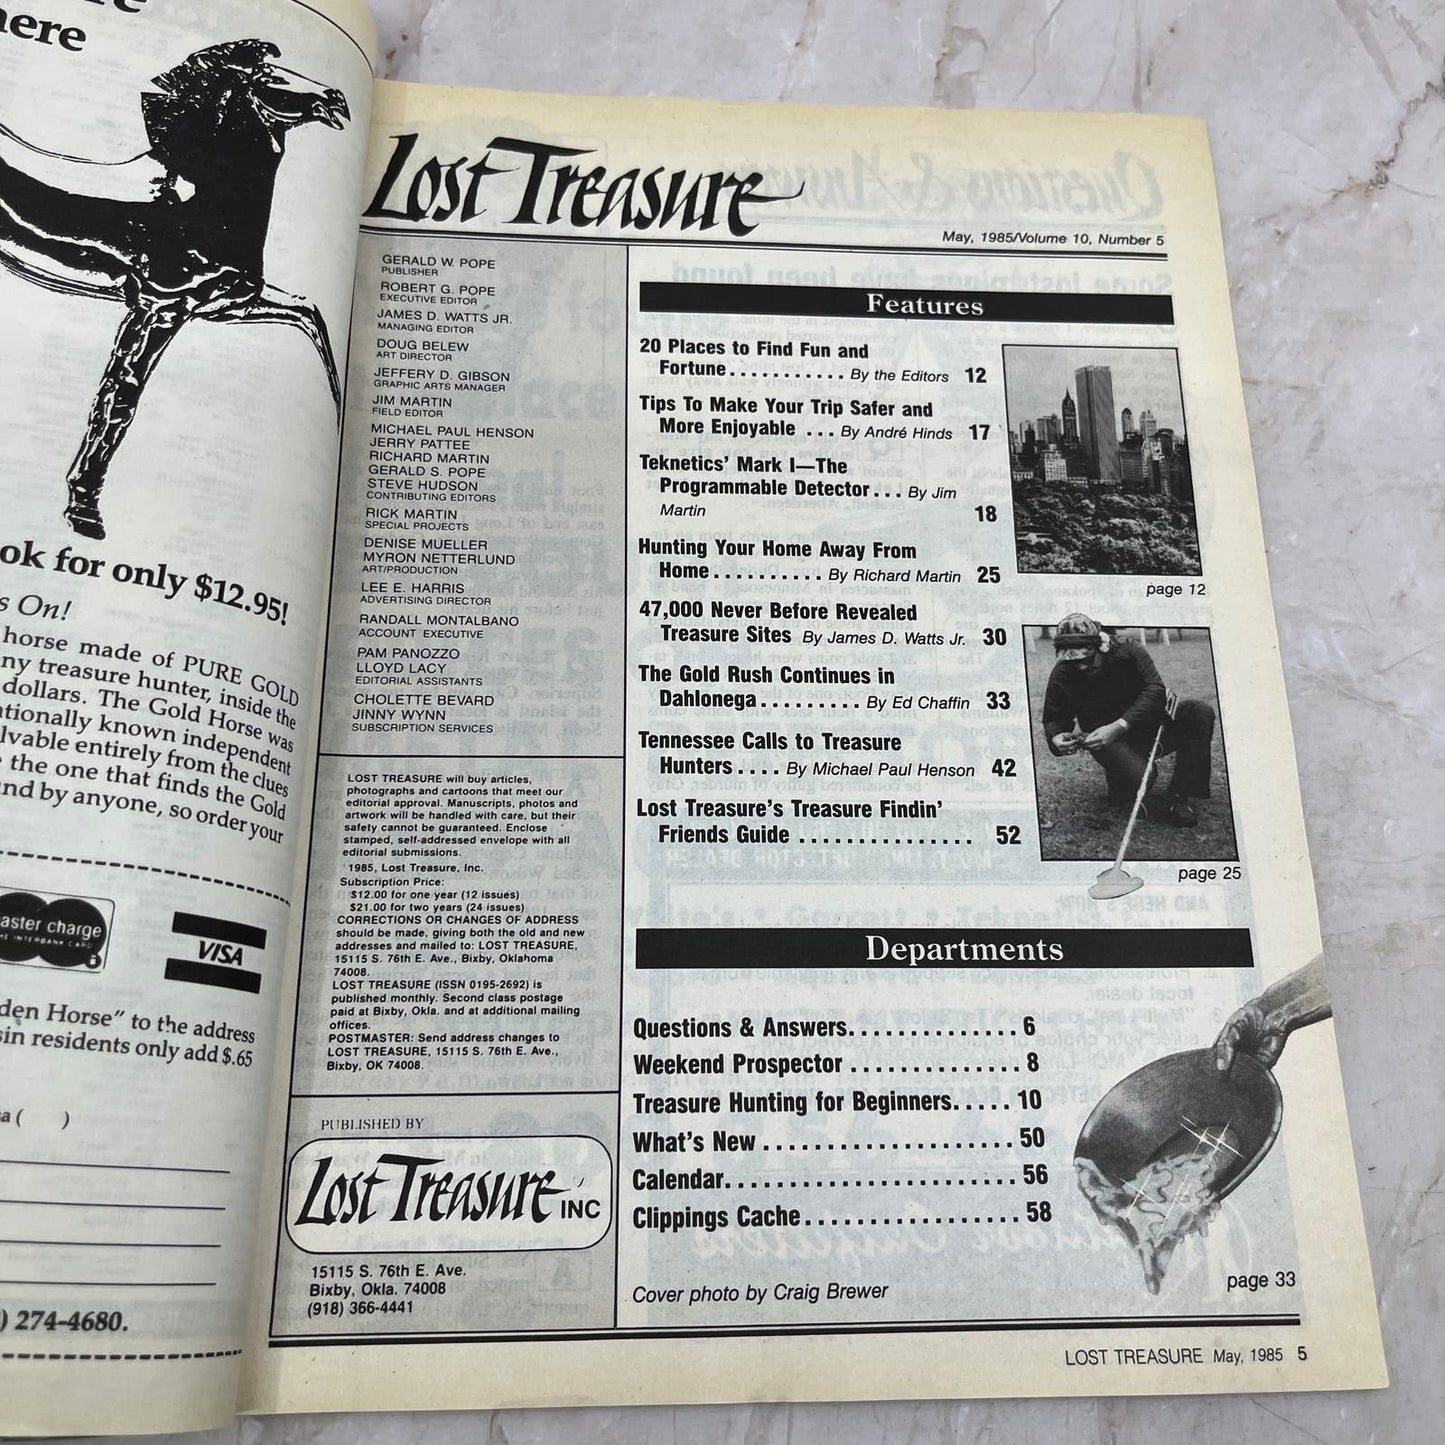 here
ok for only $12.95!
s On!
horse made of PURE GOLD
ny treasure hunter, inside the
dollars. The Gold Horse was
ationally known independent
lvable entirely from the clues
the one that finds the Gold
nd by anyone, so order your
aster charge
THE INTERBANK CARD
VISA
den Horse" to the address
sin residents only add $.65
a ( )
) 274-4680.
Lost Treasure
May, 1985/Volume 10, Number 5
GERALD W. POPE
PUBLISHER
ROBERT G. POPE
EXECUTIVE EDITOR
JAMES D. WATTS JR.
MANAGING EDITOR
DOUG BELEW
ART DIRECTOR
JEFFERY D. GIBSON
GRAPHIC ARTS MANAGER
JIM MARTIN
FIELD EDITOR
MICHAEL PAUL HENSON
JERRY PATTEE
RICHARD MARTIN
GERALD S. POPE
STEVE HUDSON
CONTRIBUTING EDITORS
RICK MARTIN
SPECIAL PROJECTS
DENISE MUELLER
MYRON NETTERLUND
ART/PRODUCTION
LEE E. HARRIS
ADVERTISING DIRECTOR
RANDALL MONTALBANO
ACCOUNT EXECUTIVE
PAM PANOZZO
LLOYD LACY
EDITORIAL ASSISTANTS
CHOLETTE BEVARD
JINNY WYNN
SUBSCRIPTION SERVICES
LOST TREASURE will buy articles,
photographs and cartoons that meet our
editorial approval. Manuscripts, photos and
artwork will be handled with care, but their
safety cannot be guaranteed. Enclose
stamped, self-addressed envelope with all
editorial submissions.
1985, Lost Treasure, Inc.
Subscription Price:
$12.00 for one year (12 issues)
$21.00 for two years (24 issues)
CORRECTIONS OR CHANGES OF ADDRESS
should be made, giving both the old and new
addresses and mailed to: LOST TREASURE,
15115 S. 76th E. Ave., Bixby, Oklahoma
74008.
LOST TREASURE (ISSN 0195-2692) is
published monthly. Second class postage
paid at Bixby, Okla. and at additional mailing
offices.
POSTMASTER: Send address changes to
LOST TREASURE, 15115 S. 76th E. Ave.,
Bixby, OK 74008.
PUBLISHED BY
Lost Treasure INC
15115 S. 76th E. Ave.
Bixby, Okla. 74008
(918) 366-4441
Features
20 Places to Find Fun and
Fortune........... By the Editors 12
Tips To Make Your Trip Safer and
More Enjoyable ... By André Hinds 17
Teknetics' Mark I—The
Programmable Detector... By Jim
Martin 18
Hunting Your Home Away From
Home.......... By Richard Martin 25
47,000 Never Before Revealed
Treasure Sites By James D. Watts Jr. 30
The Gold Rush Continues in
Dahlonega......... By Ed Chaffin 33
Tennessee Calls to Treasure
Hunters.... By Michael Paul Henson 42
Lost Treasure's Treasure Findin'
Friends Guide ............... 52
page 12
page 25
Departments
Questions & Answers............. 6
Weekend Prospector ............. 8
Treasure Hunting for Beginners..... 10
What's New ................... 50
Calendar...................... 56
Clippings Cache................ 58
page 33
Cover photo by Craig Brewer
LOST TREASURE May, 1985 5